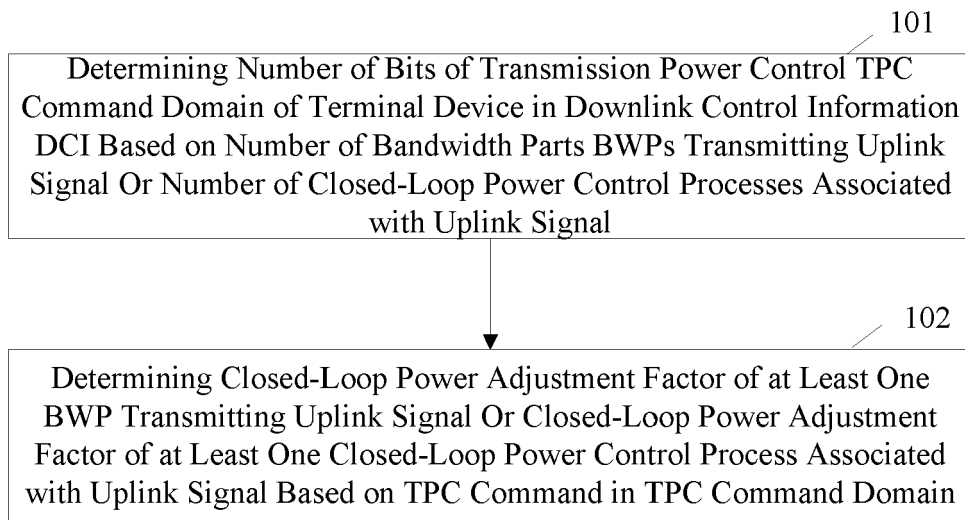 101
Determining Number of Bits of Transmission Power Control TPC
Command Domain of Terminal Device in Downlink Control Information
DCI Based on Number of Bandwidth Parts BWPs Transmitting Uplink
Signal Or Number of Closed-Loop Power Control Processes Associated
with Uplink Signal
102
Determining Closed-Loop Power Adjustment Factor of at Least One
BWP Transmitting Uplink Signal Or Closed-Loop Power Adjustment
Factor of at Least One Closed-Loop Power Control Process Associated
with Uplink Signal Based on TPC Command in TPC Command Domain